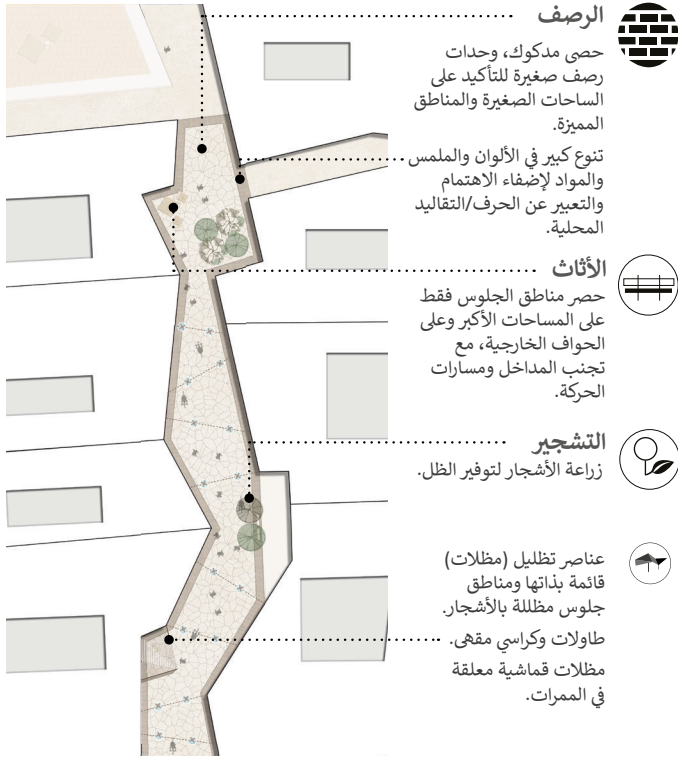 الرصف
حصى مدكوك، وحدات
رصف صغيرة للتأكيد على
الساحات الصغيرة والمناطق
المميزة.
تنوع كبير في الألوان والملمس
والمواد لإضفاء الاهتمام
والتعبير عن الحرف/التقاليد
المحلية.
الأثاث
حصر مناطق الجلوس فقط
على المساحات الأكبر وعلى
الحواف الخارجية، مع
تجنب المداخل ومسارات
الحركة.
التشجير
زراعة الأشجار لتوفير الظل.
عناصر تظليل (مظلات)
قائمة بذاتها ومناطق
جلوس مظللة بالأشجار.
طاولات وكراسي مقهى.
مظلات قماشية معلقة
في الممرات.